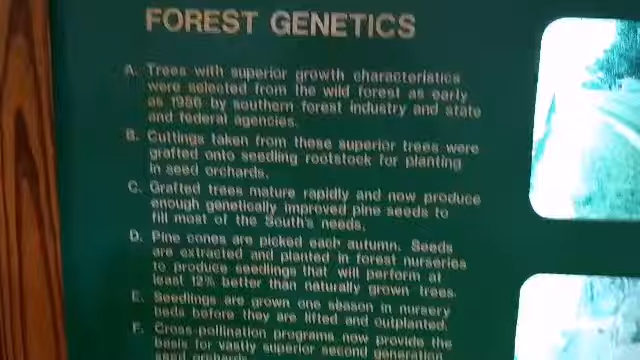 FOREST GENETICS
A. Trees with superior growth characteristics
were selected from the wild forest as early
as by southern forest industry and state
and federal agencies.
B. Cuttings taken from these superior trees were
grafted onto seedling rootstock for planting
in seed orchards.
C. Grafted trees mature rapidly and now produce
enough genetically improved pine seeds to
fill most of the South's needs.
D. Pine cones are picked each autumn. Seeds
are extracted and planted in forest nurseries
to produce seedlings that will perform at
least 12% better than naturally grown trees.
E. Seedlings are grown one season in nursery
beds before they are lifted and outplanted.
F. Cross-pollination programs now provide the
basis for vastly superior second generation
seed orchards